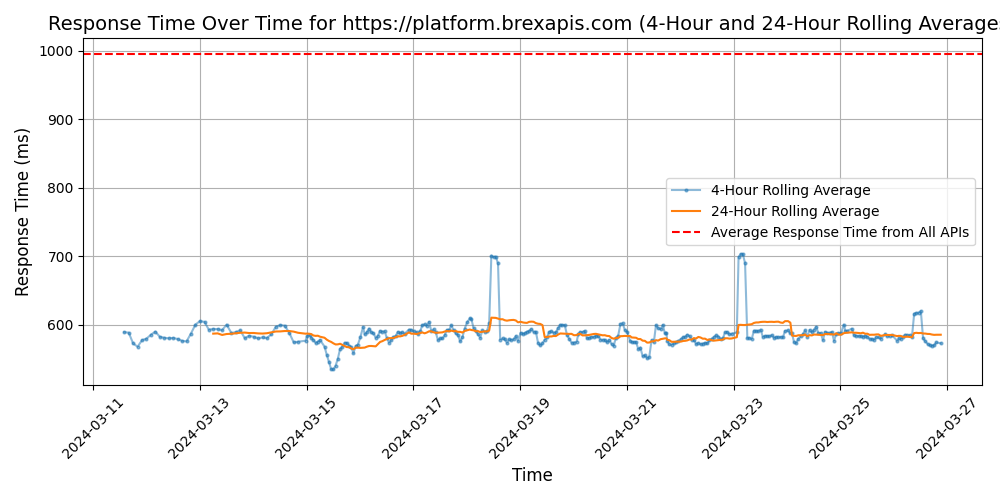 Response Time Over Time for https://platform.brexapis.com (4-Hour and 24-Hour Rolling Average
Response Time (ms)
1000
900
800
700
600
4-Hour Rolling Average
24-Hour Rolling Average
Average Response Time from All APIs
2024-03-11
2024-03-13
2024-03-15
2024-03-17
2024-03-19
2024-03-21
2024-03-23
2024-03-25
2024-03-27
Time